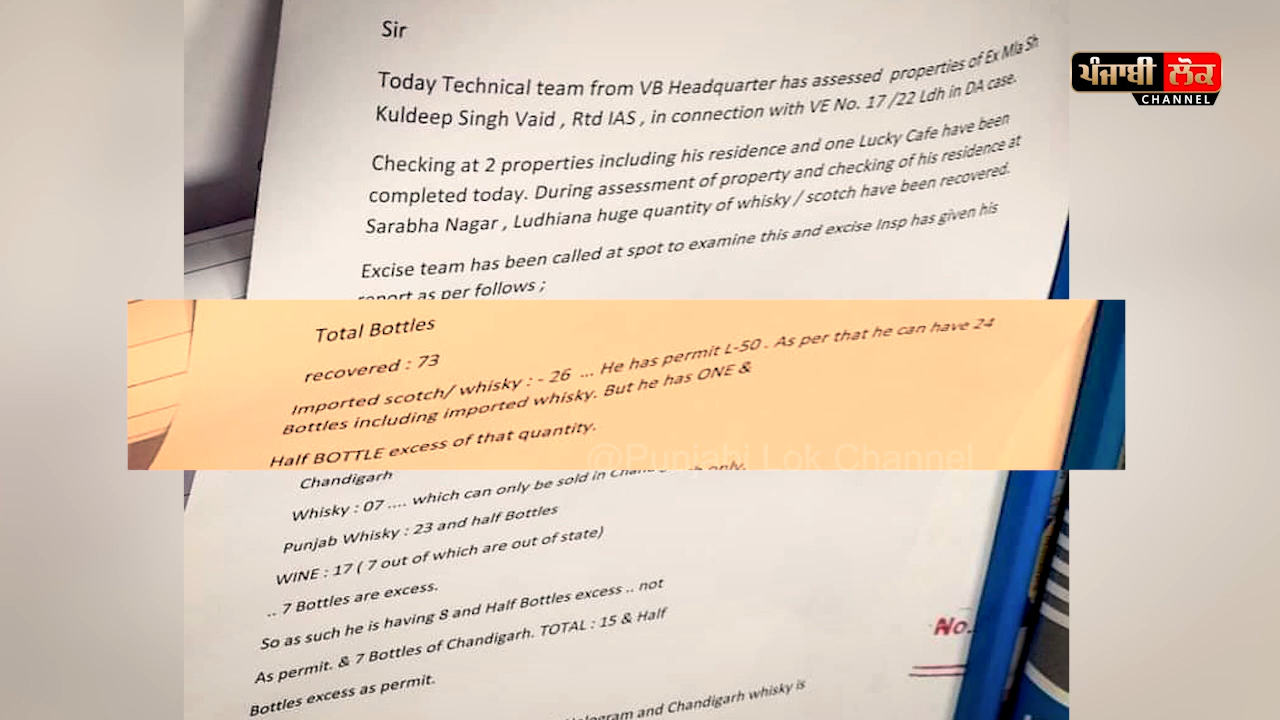 Sir
Today Technical team from VB Headquarter has assessed properties of Ex Mla Sh
Kuldeep Singh Vaid , Rtd IAS , in connection with VE No. 17 /22 Ldh in DA case.
Checking at 2 properties including his residence and one Lucky Cafe have been
completed today. During assessment of property and checking of his residence at
Sarabha Nagar , Ludhiana huge quantity of whisky / scotch have been recovered.
Excise team has been called at spot to examine this and excise Insp has given his
report as per follows ;
Total Bottles
recovered : 73
Imported scotch/ whisky : - 26 ... He has permit L-50 . As per that he can have 24
Bottles including imported whisky. But he has ONE &
Half BOTTLE excess of that quantity.
@Punjabi Lok Channel
Chandigarh
Whisky : 07 .... which can only be sold in Chandigarh only.
Punjab Whisky : 23 and half Bottles
WINE : 17 ( 7 out of which are out of state)
.. 7 Bottles are excess.
So as such he is having 8 and Half Bottles excess .. not
As permit. & 7 Bottles of Chandigarh. TOTAL : 15 & Half
Bottles excess as permit.
and Chandigarh whisky is
No.
ਪੰਜਾਬੀ ਲੋਕ
CHANNEL